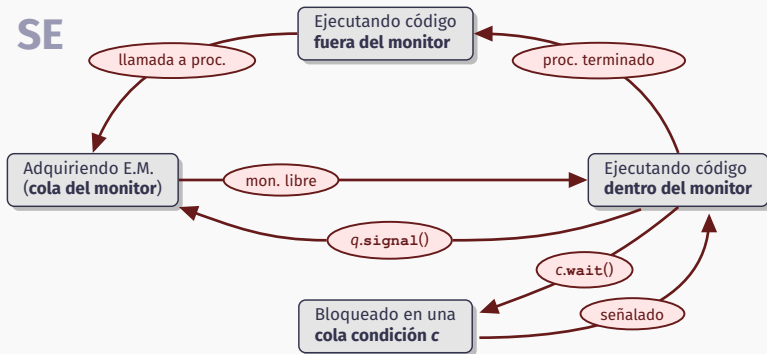 SE
Ejecutando código
fuera del monitor
llamada a proc.
proc. terminado
Adquiriendo E.M.
(cola del monitor)
mon. libre
Ejecutando código
dentro del monitor
q.signal()
c.wait()
Bloqueado en una
cola condición c
señalado